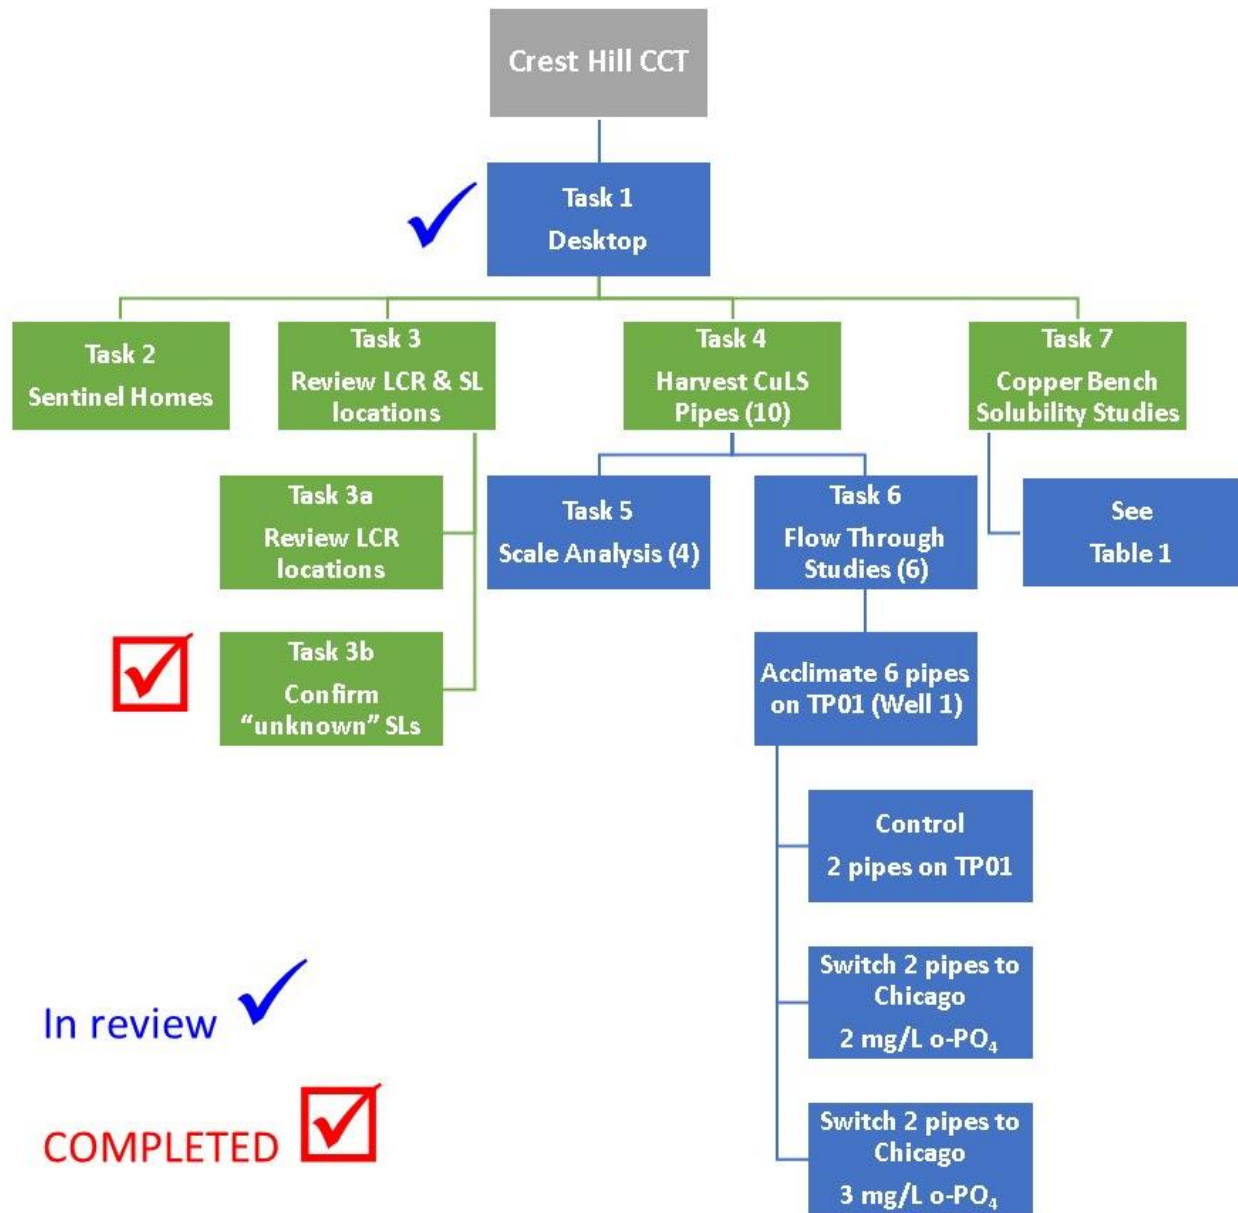 Crest Hill CCT
Task 1
Desktop
Task 2
Sentinel Homes
Task 3
Review LCR & SL
locations
Task 4
Harvest CuLS
Pipes (10)
Task 7
Copper Bench
Solubility Studies
Task 3a
Review LCR
locations
Task 5
Scale Analysis (4)
Task 6
Flow Through
Studies (6)
See
Table 1
Task 3b
Confirm
“unknown” SLs
Acclimate 6 pipes
on TP01 (Well 1)
Control
2 pipes on TP01
Switch 2 pipes to
Chicago
2 mg/L o-PO₄
Switch 2 pipes to
Chicago
3 mg/L o-PO₄
In review
COMPLETED